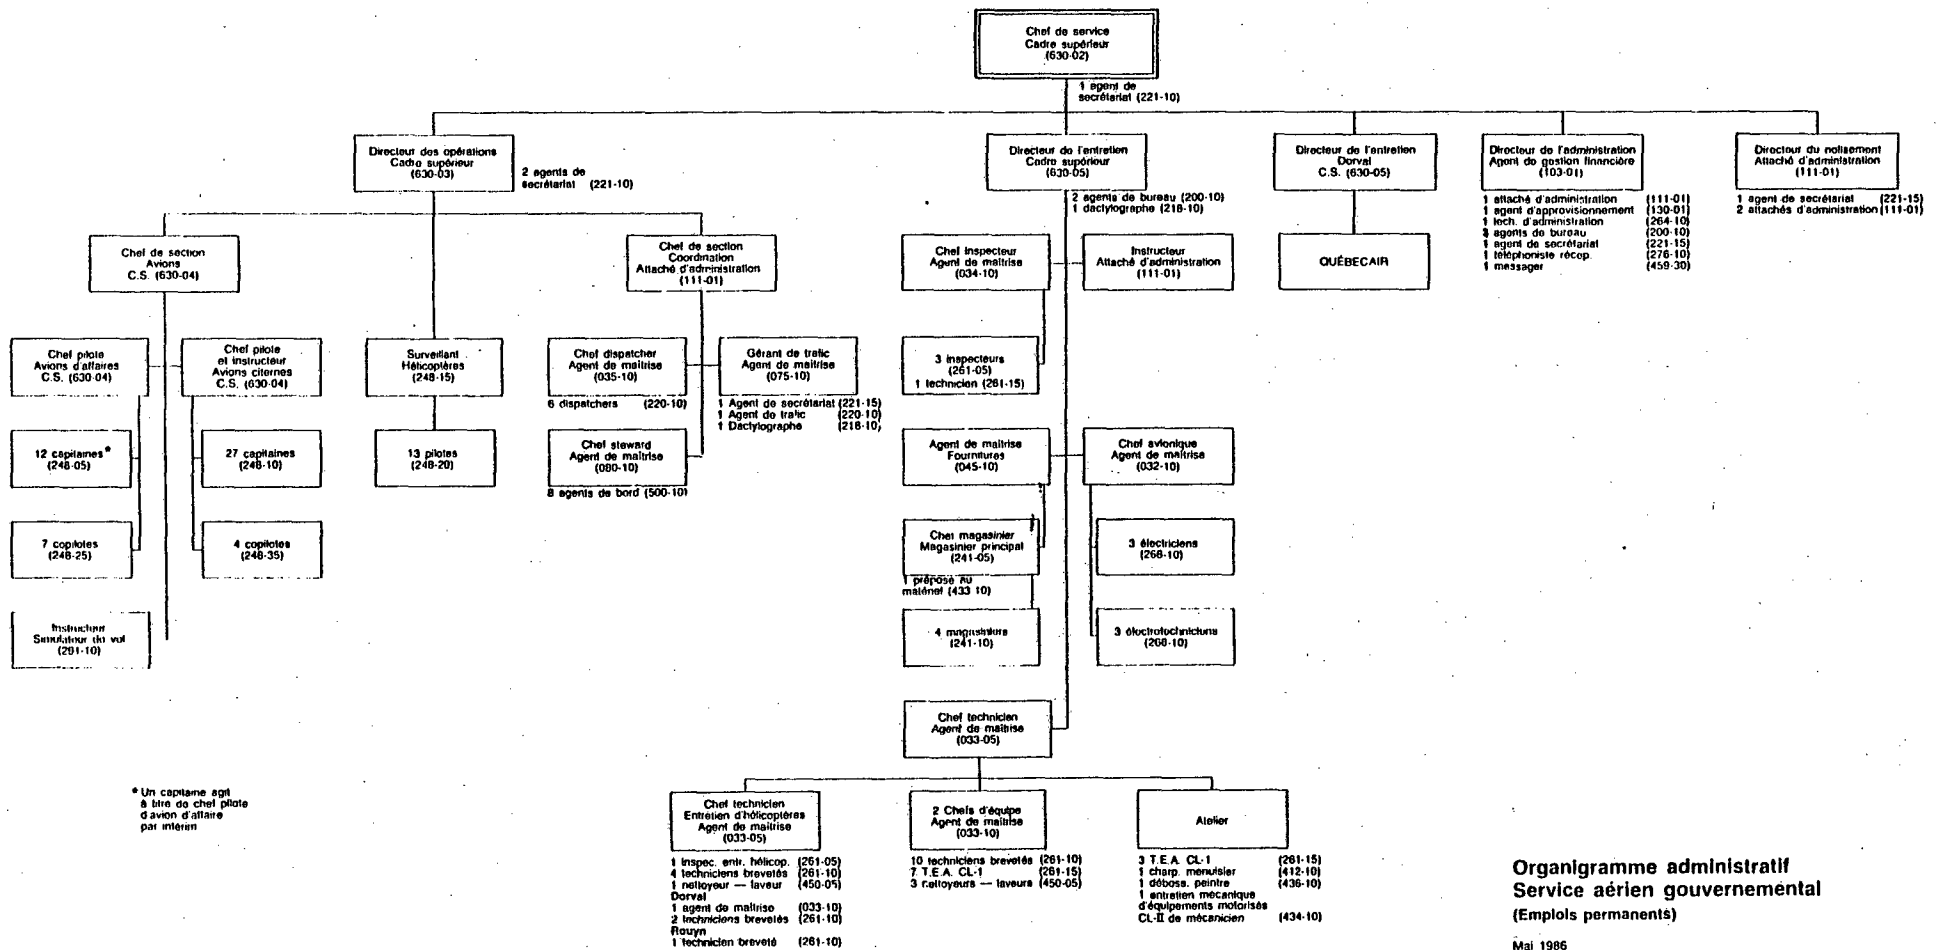 Chef de service
Cadre supérieur
(630-02)
1 agent de
secrétariat (221-10)
Directeur des opérations
Cadre supérieur
(630-03)
2 agents de
secrétariat (221-10)
Directeur de l'entretien
Cadre supérieur
(630-05)
2 agents de bureau (200-10)
1 dactylographe (218-10)
Directeur de l'entretien
Dorval
C.S. (630-05)
Directeur de l'administration
Agent de gestion financière
(103-01)
1 attaché d'administration (111-01)
1 agent d'approvisionnement (130-01)
1 tech. d'administration (264-10)
agents de bureau (200-10)
1 agent de secrétariat (221-15)
1 téléphoniste récep. (276-10)
1 messager (459-30)
Directeur du nolisement
Attaché d'administration
(111-01)
1 agent de secrétariat (221-15)
2 attachés d'administration (111-01)
Chef de section
Avions
C.S. (630-04)
Chef de section
Coordination
Attaché d'administration
(111-01)
Chef inspecteur
Agent de maîtrise
(034-10)
Instructeur
Attaché d'administration
(111-01)
QUÉBECAIR
Chef pilote
Avions d'affaires
C.S. (630-04)
Chef pilote
et instructeur
Avions citernes
C.S. (630-04)
Surveillant
Hélicoptères
(248-15)
Chef dispatcher
Agent de maîtrise
(035-10)
6 dispatchers (220-10)
Gérant de trafic
Agent de maîtrise
(075-10)
1 Agent de secrétariat (221-15)
1 Agent de trafic (220-10)
1 Dactylographe (218-10)
3 inspecteurs
(261-05)
1 technicien (261-15)
12 capitaines*
(248-05)
27 capitaines
(248-10)
13 pilotes
(248-20)
Chef steward
Agent de maîtrise
(080-10)
8 agents de bord (500-10)
Agent de maîtrise
Fournitures
(045-10)
Chef avionique
Agent de maîtrise
(032-10)
7 copilotes
(248-25)
4 copilotes
(248-35)
Chef magasinier
Magasinier principal
(241-05)
1 préposé au
matériel (433 10)
3 électriciens
(268-10)
Instructeur
Simulateur du vol
(291-10)
4 magasiniers
(241-10)
3 électrotechniciens
(268-10)
Chef technicien
Agent de maîtrise
(033-05)
* Un capitaine agit
à titre de chef pilote
d'avion d'affaire
par intérim
Chef technicien
Entretien d'hélicoptères
Agent de maîtrise
(033-05)
1 inspec. entr. hélicop. (261-05)
4 techniciens brevetés (261-10)
1 nettoyeur — laveur (450-05)
Dorval
1 agent de maîtrise (033-10)
2 techniciens brevetés (261-10)
Rouyn
1 technicien breveté (261-10)
2 Chefs d'équipe
Agent de maîtrise
(033-10)
10 techniciens brevetés (261-10)
7 T.E.A. CL-1 (261-15)
3 nettoyeurs — laveurs (450-05)
Atelier
3 T.E.A. CL-1 (261-15)
1 charp. menuisier (412-10)
1 déboss. peintre (436-10)
1 entretien mécanique
d'équipements motorisés
CL-II de mécanicien (434-10)
Organigramme administratif
Service aérien gouvernemental
(Emplois permanents)
Mai 1986